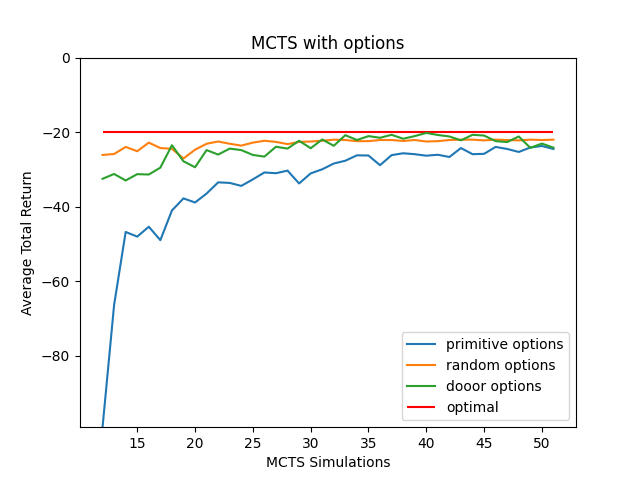 MCTS with options
0
−20
−40
−60
−80
Average Total Return
15 20 25 30 35 40 45 50
MCTS Simulations
primitive options
random options
dooor options
optimal